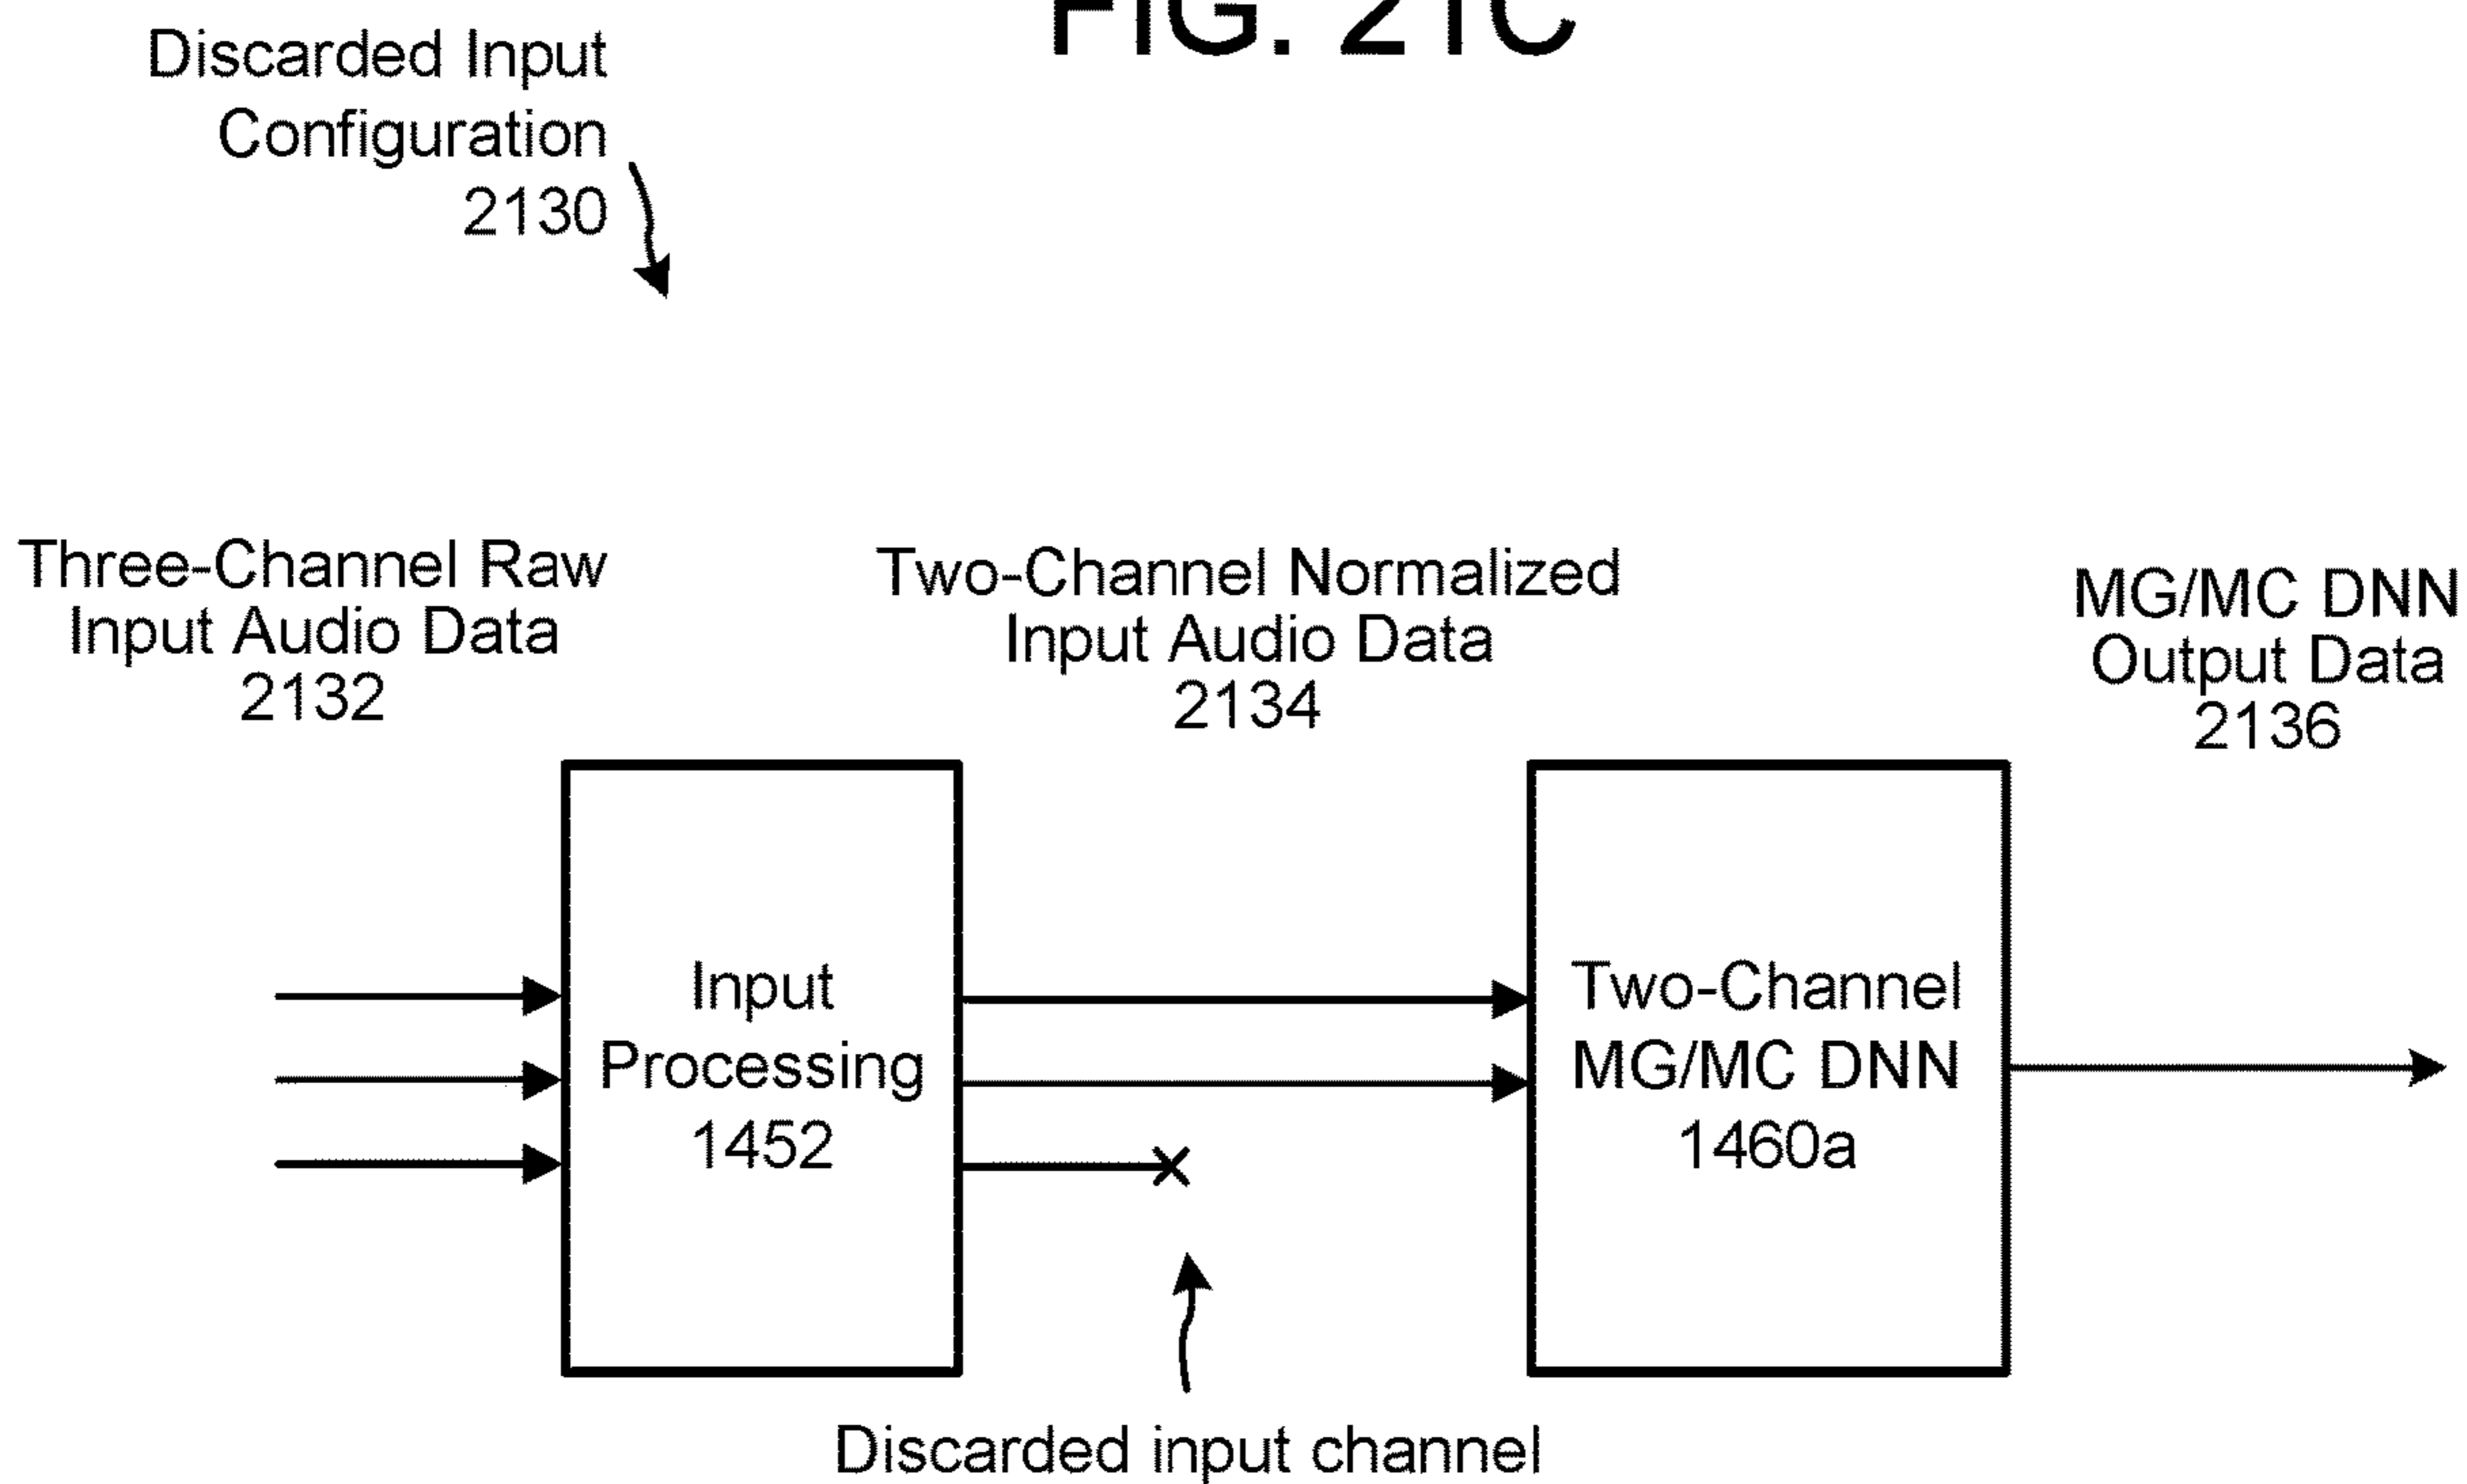 FIG. 21C
Discarded Input
Configuration
2130
Three-Channel Raw
Input Audio Data
2132
Two-Channel Normalized
Input Audio Data
2134
MG/MC DNN
Output Data
2136
Input
Processing
1452
Two-Channel
MG/MC DNN
1460a
Discarded input channel